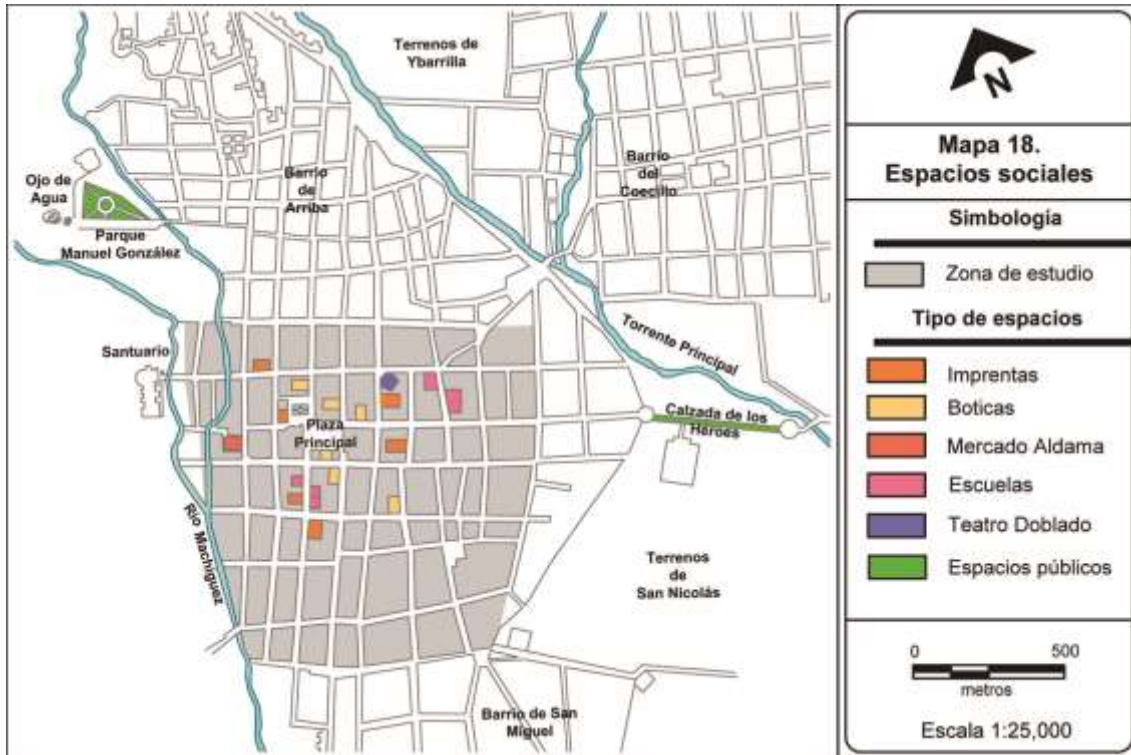 Terrenos de
Ybarrilla
Barrio
del
Coecillo
Barrio
de
Arriba
Ojo de
Agua
Parque
Manuel González
Santuario
Torrente Principal
Calzada de los
Héroes
Plaza
Principal
Río Machiguez
Terrenos
de
San Nicolás
Barrio de San
Miguel
N
Mapa 18.
Espacios sociales
Simbología
Zona de estudio
Tipo de espacios
Imprentas
Boticas
Mercado Aldama
Escuelas
Teatro Doblado
Espacios públicos
0 500
metros
Escala 1:25,000